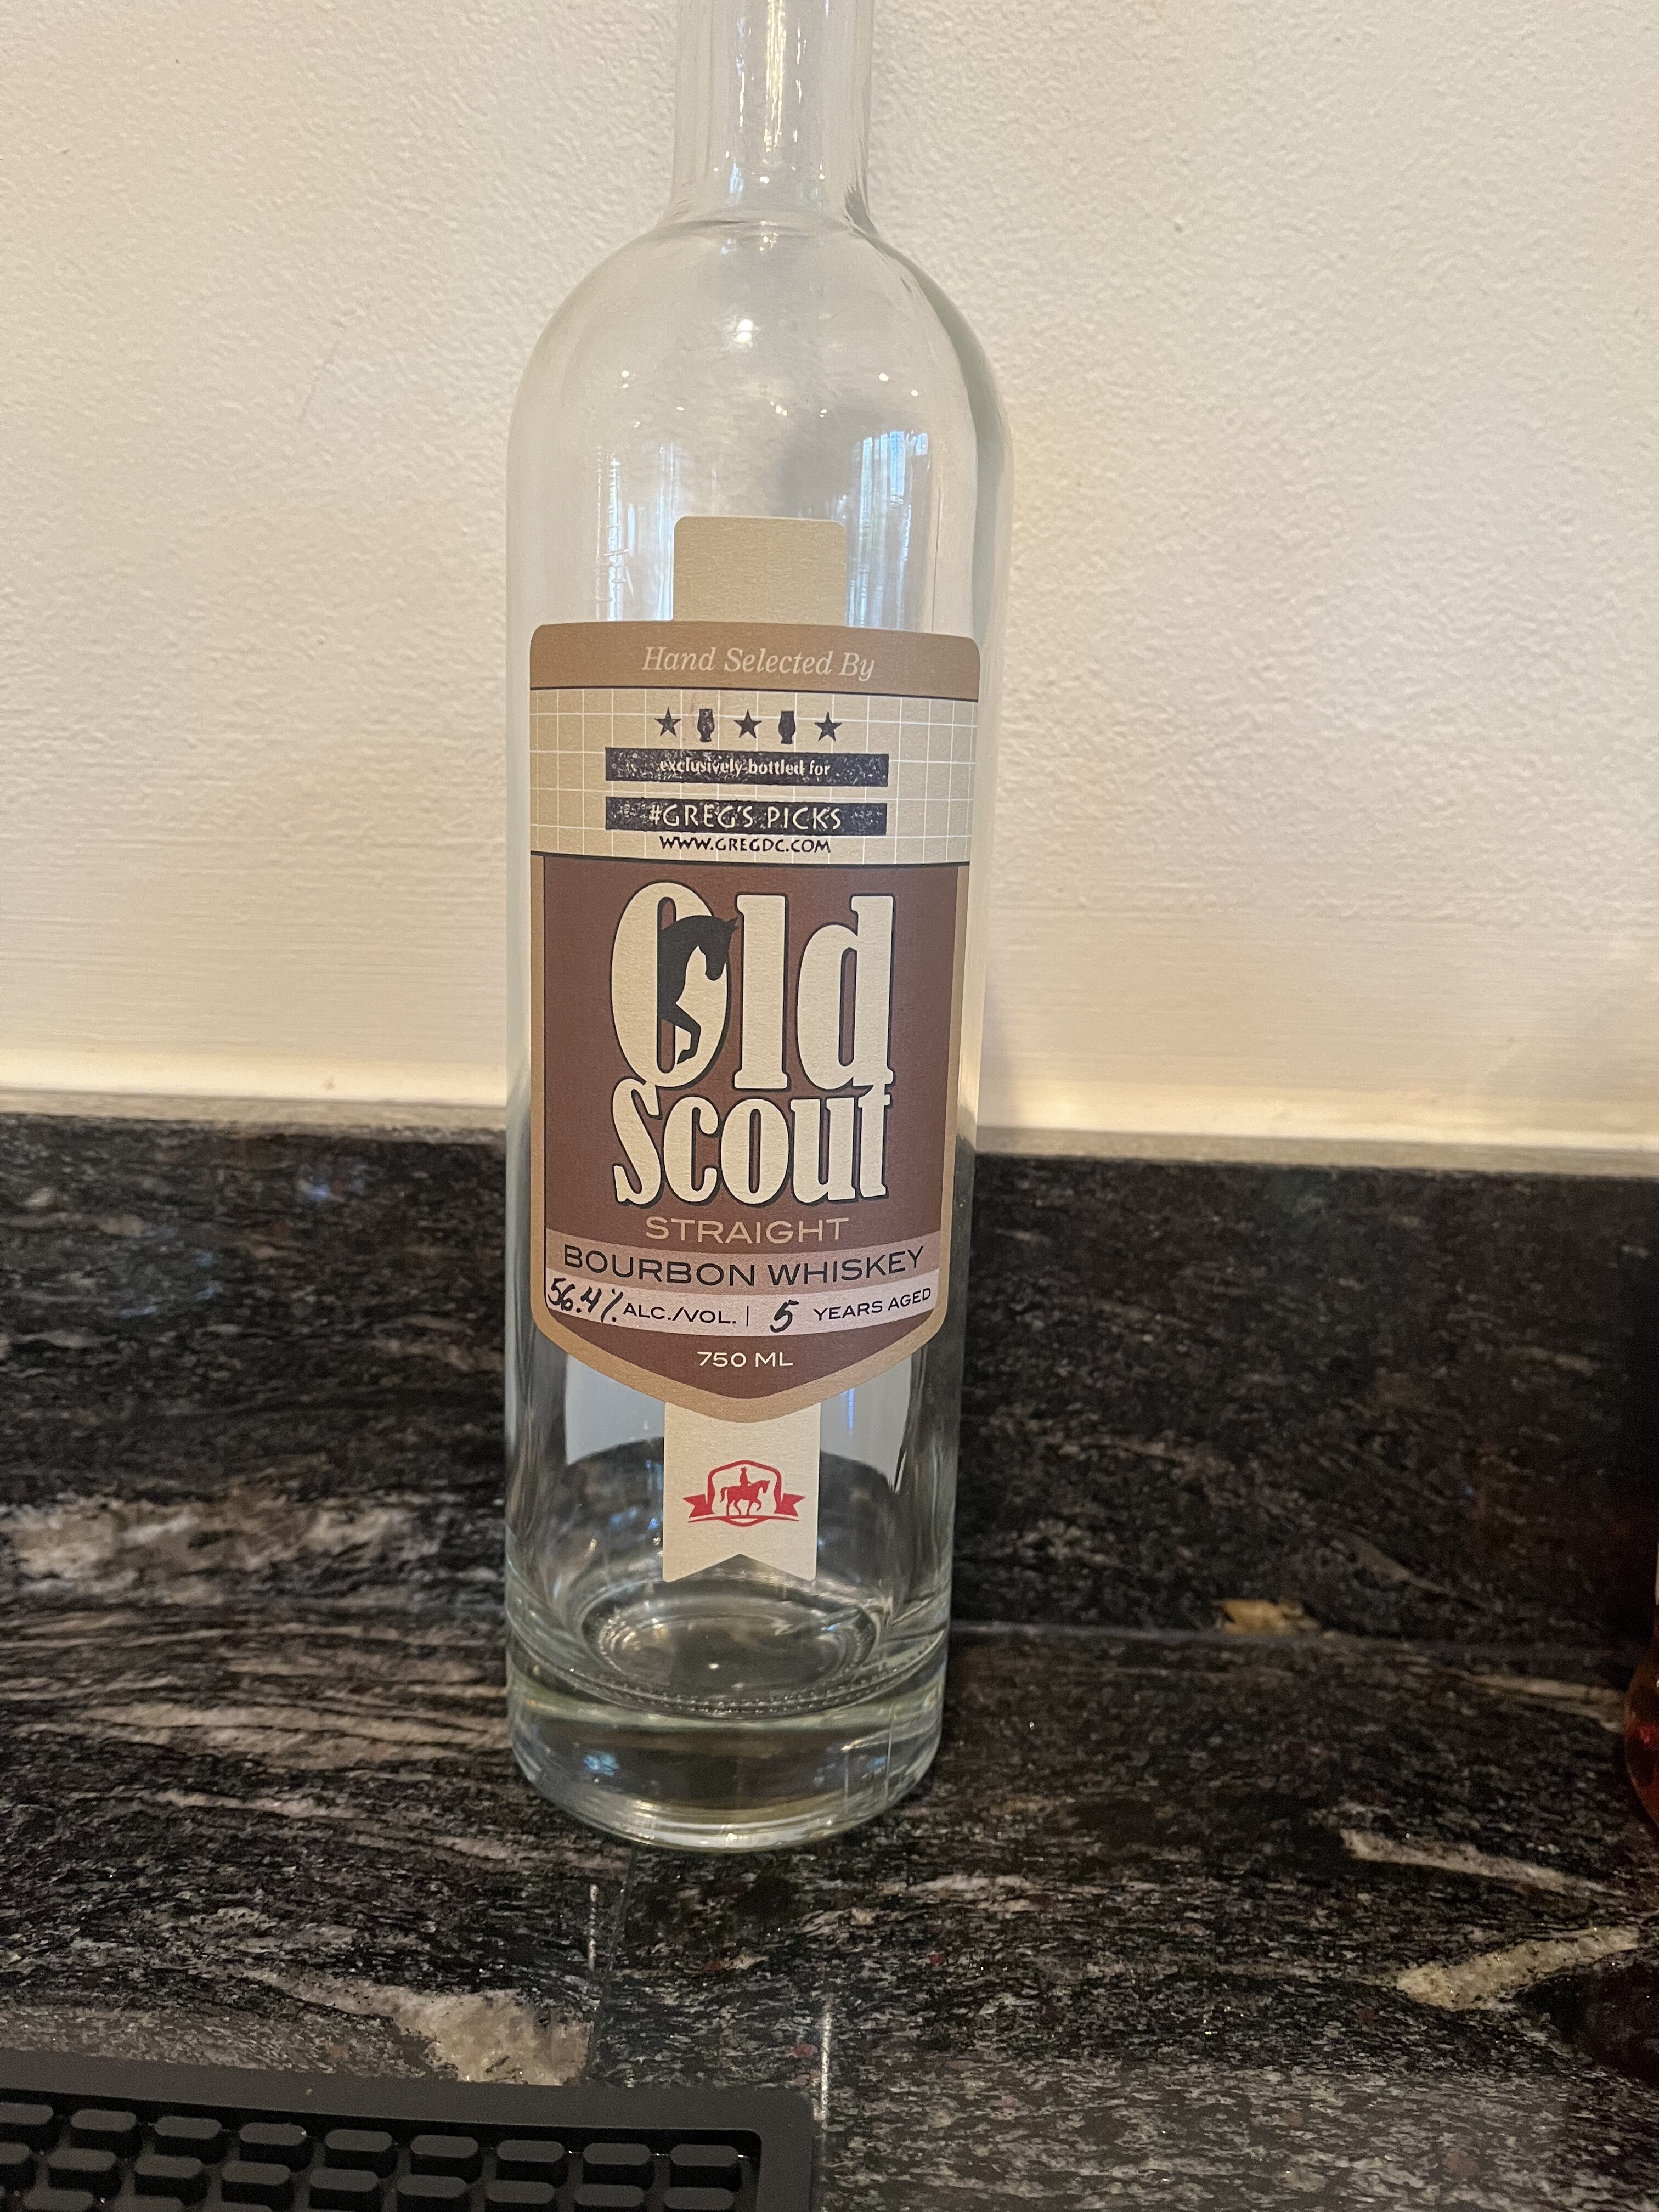 Hand Selected By
exclusively bottled for
#GREG'S PICKS
WWW.GREGDC.COM
Old
Scout
STRAIGHT
BOURBON WHISKEY
56.4% ALC./VOL. | 5 YEARS AGED
750 ML